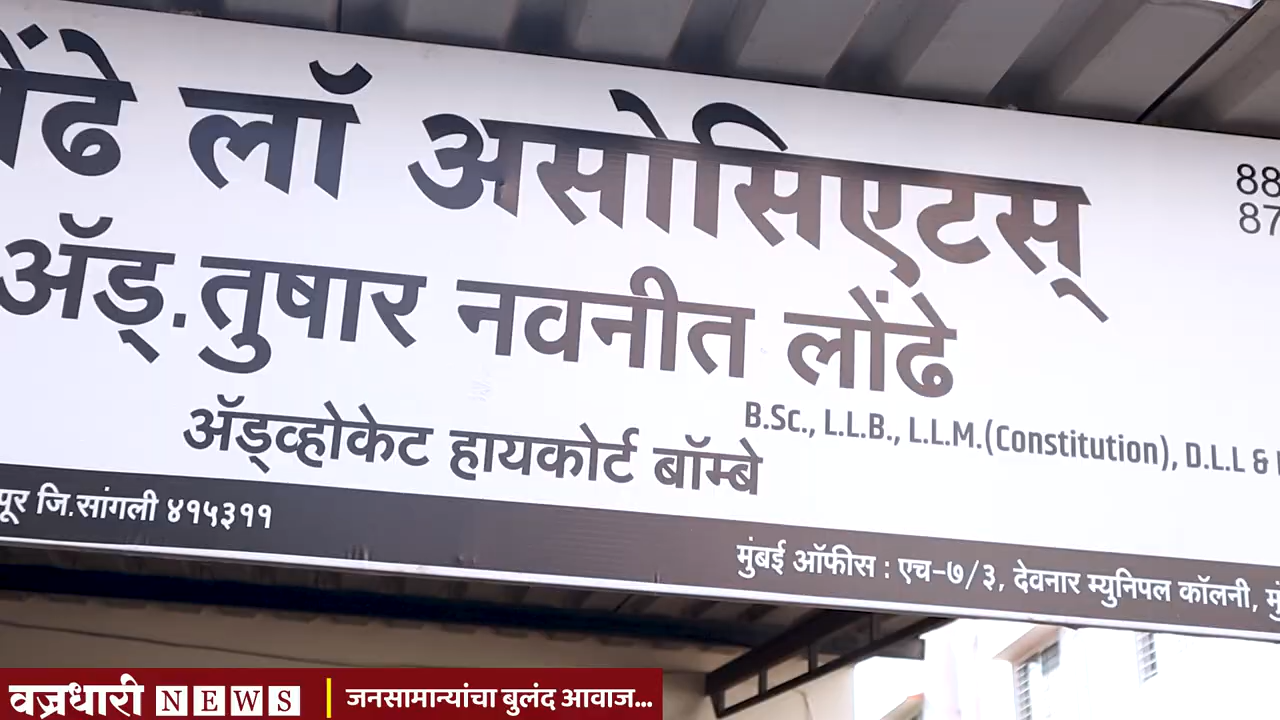 लॉ असोसिएटस्
88
87
ॲड्.तुषार नवनीत लोंढे
B.Sc., L.L.B., L.L.M.(Constitution), D.L.L &
ॲड्व्होकेट हायकोर्ट बॉम्बे
जि.सांगली ४१५३११
मुंबई ऑफीस : एच-७/३, देवनार म्युनिपल कॉलनी,
वज्रधारी NEWS जनसामान्यांचा बुलंद आवाज...